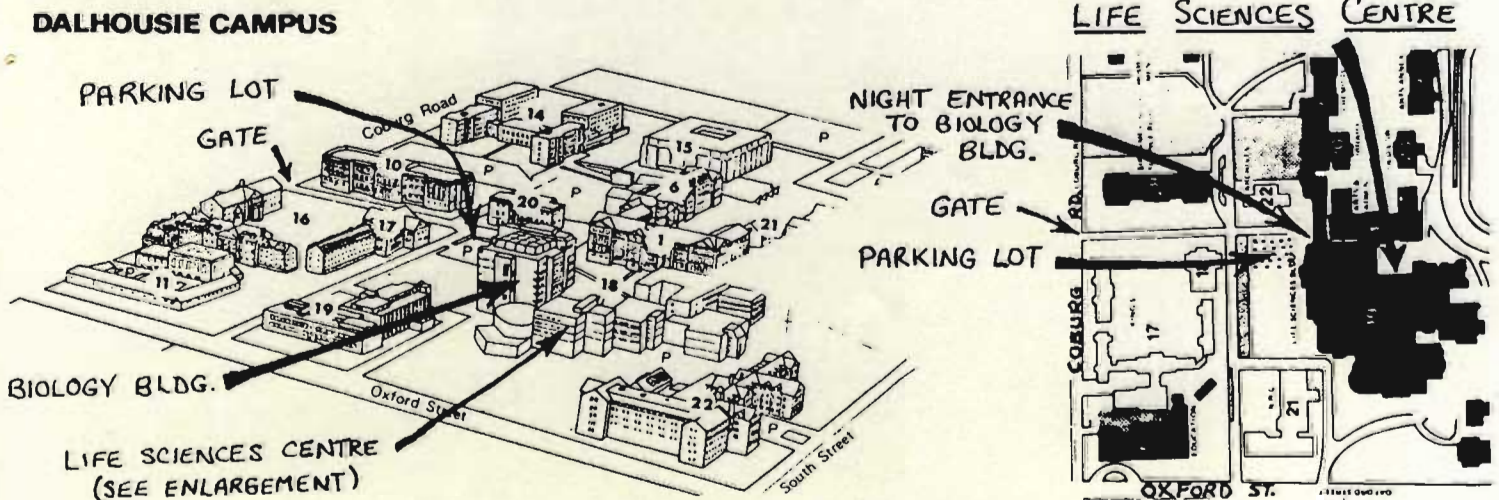 DALHOUSIE CAMPUS
PARKING LOT
GATE
Coburg Road
14
P
15
10
P
P
6
20
16
17
P
1
21
11
18
19
P
BIOLOGY BLDG.
Oxford Street
22
P
LIFE SCIENCES CENTRE
(SEE ENLARGEMENT)
South Street
LIFE SCIENCES CENTRE
NIGHT ENTRANCE
TO BIOLOGY
BLDG.
RD
22
GATE
PARKING LOT
COBURG
17
21
EDUCATION
OXFORD ST.